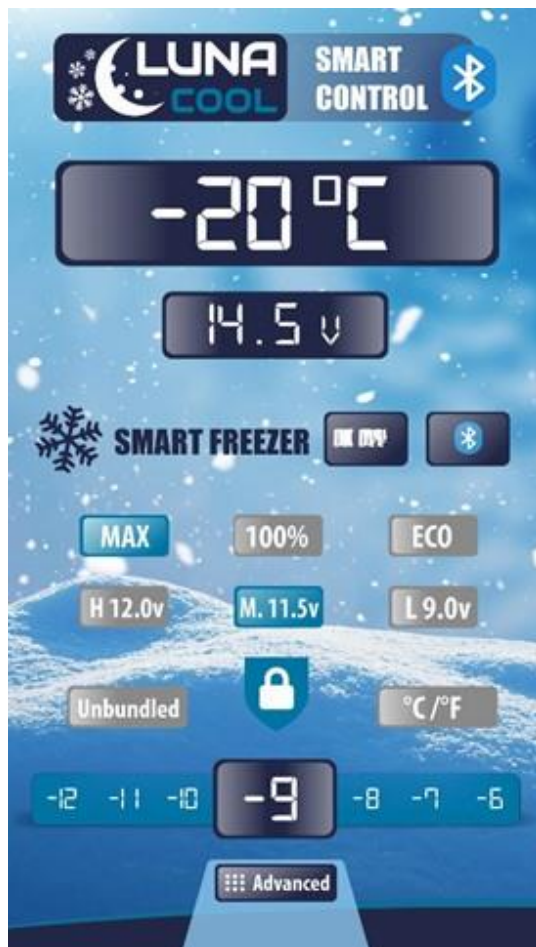 LUNA
COOL
SMART
CONTROL
-20 °C
14.5 v
SMART FREEZER
MAX 100% ECO
H 12.0v M. 11.5v L 9.0v
Unbundled °C/°F
-12 -11 -10 -9 -8 -7 -6
Advanced